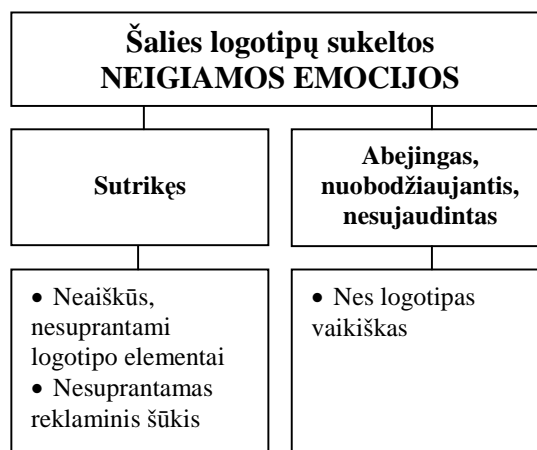 Šalies logotipų sukeltos
NEIGIAMOS EMOCIJOS
Sutrikęs
Abejingas,
nuobodžiaujantis,
nesujaudintas
• Neaiškūs,
nesuprantami
logotipo elementai
• Nesuprantamas
reklaminis šūkis
• Nes logotipas
vaikiškas